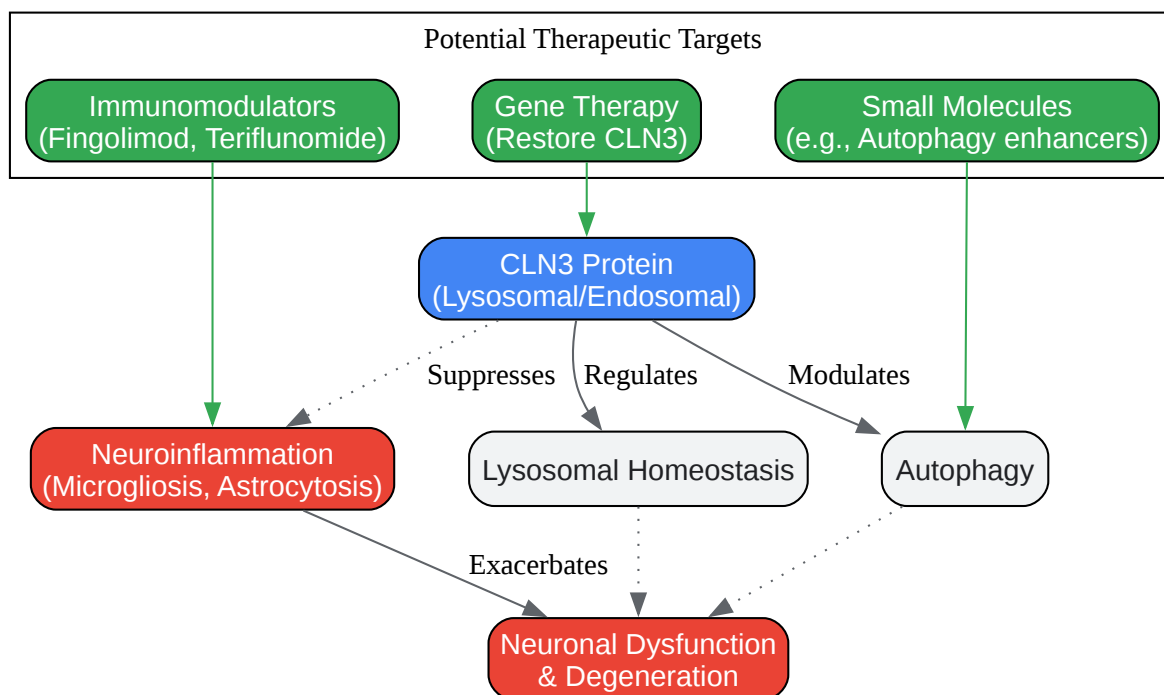 Potential Therapeutic Targets
Immunomodulators
(Fingolimod, Teriflunomide)
Gene Therapy
(Restore CLN3)
Small Molecules
(e.g., Autophagy enhancers)
CLN3 Protein
(Lysosomal/Endosomal)
Suppresses
Regulates
Modulates
Neuroinflammation
(Microgliosis, Astrocytosis)
Lysosomal Homeostasis
Autophagy
Exacerbates
Neuronal Dysfunction
& Degeneration